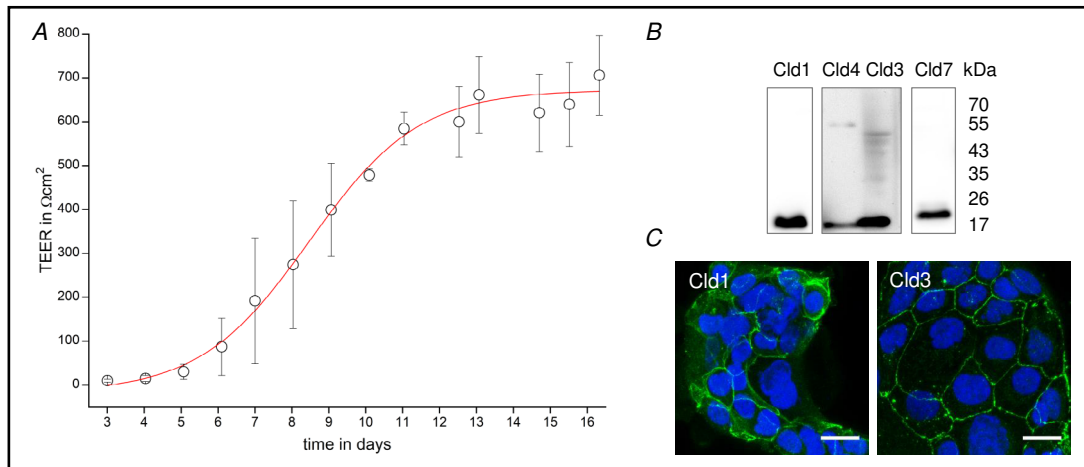 A
800
700
600
500
400
300
200
100
0
TEER in Ωcm²
3 4 5 6 7 8 9 10 11 12 13 14 15 16
time in days
B
Cld1 Cld4 Cld3 Cld7 kDa
70
55
43
35
26
17
C
Cld1
Cld3